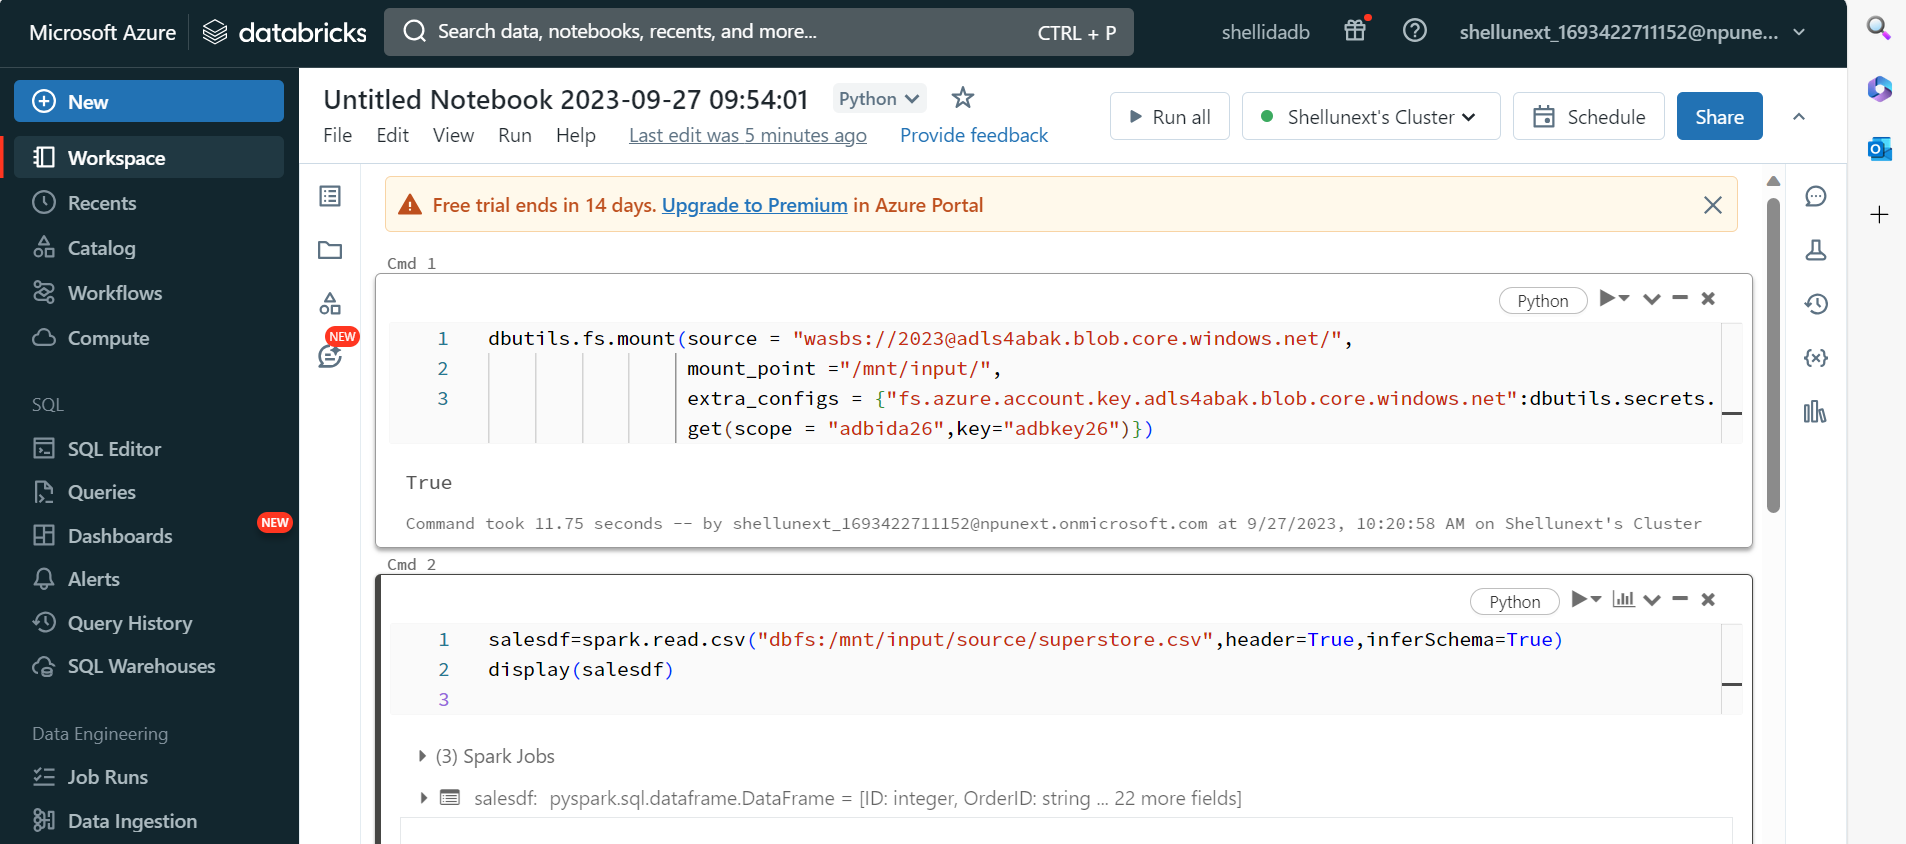 Microsoft Azure
databricks
Search data, notebooks, recents, and more...
CTRL + P
shellidadb
shellunext_1693422711152@npune...
New
Workspace
Recents
Catalog
Workflows
Compute
SQL
SQL Editor
Queries
Dashboards
NEW
Alerts
Query History
SQL Warehouses
Data Engineering
Job Runs
Data Ingestion
Untitled Notebook 2023-09-27 09:54:01
Python
File Edit View Run Help Last edit was 5 minutes ago Provide feedback
Run all
Shellunext's Cluster
Schedule
Share
NEW
Free trial ends in 14 days. Upgrade to Premium in Azure Portal
Cmd 1
Python
1 dbutils.fs.mount(source = "wasbs://2023@adls4abak.blob.core.windows.net/",
2 mount_point ="/mnt/input/",
3 extra_configs = {"fs.azure.account.key.adls4abak.blob.core.windows.net":dbutils.secrets.
get(scope = "adbida26",key="adbkey26")})
True
Command took 11.75 seconds -- by shellunext_1693422711152@npunext.onmicrosoft.com at 9/27/2023, 10:20:58 AM on Shellunext's Cluster
Cmd 2
Python
1 salesdf=spark.read.csv("dbfs:/mnt/input/source/superstore.csv",header=True,inferSchema=True)
2 display(salesdf)
3
(3) Spark Jobs
salesdf: pyspark.sql.dataframe.DataFrame = [ID: integer, OrderID: string ... 22 more fields]